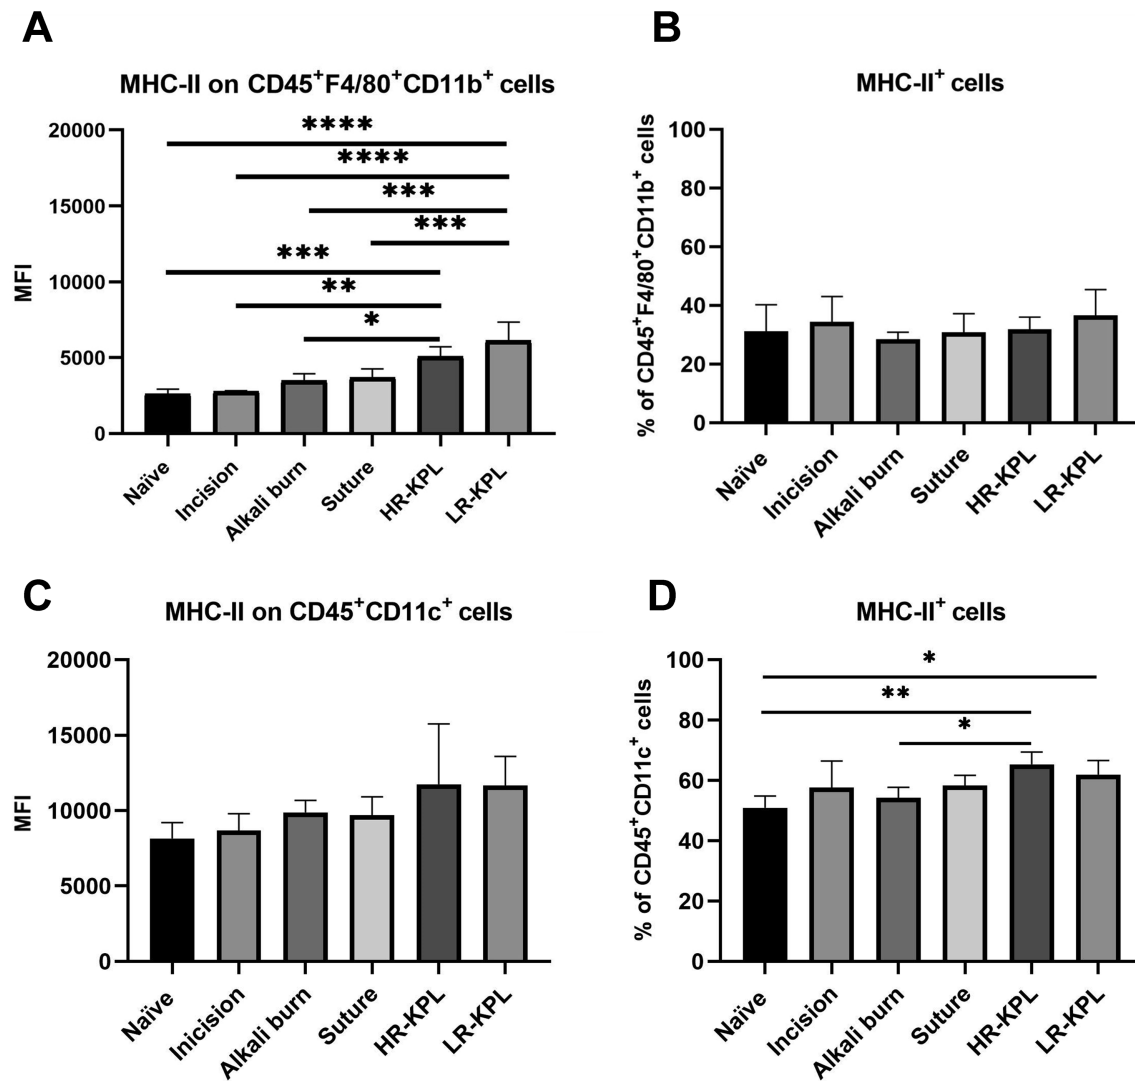 A
MHC-II on CD45+F4/80+CD11b+ cells
MFI
20000
15000
10000
5000
0
****
****
***
***
***
**
*
Naïve
Incision
Alkali burn
Suture
HR-KPL
LR-KPL
B
MHC-II+ cells
% of CD45+F4/80+CD11b+ cells
100
80
60
40
20
0
Naïve
Inicision
Alkali burn
Suture
HR-KPL
LR-KPL
C
MHC-II on CD45+CD11c+ cells
MFI
20000
15000
10000
5000
0
Naïve
Inicision
Alkali burn
Suture
HR-KPL
LR-KPL
D
MHC-II+ cells
% of CD45+CD11c+ cells
100
80
60
40
20
0
*
**
*
Naïve
Inicision
Alkali burn
Suture
HR-KPL
LR-KPL